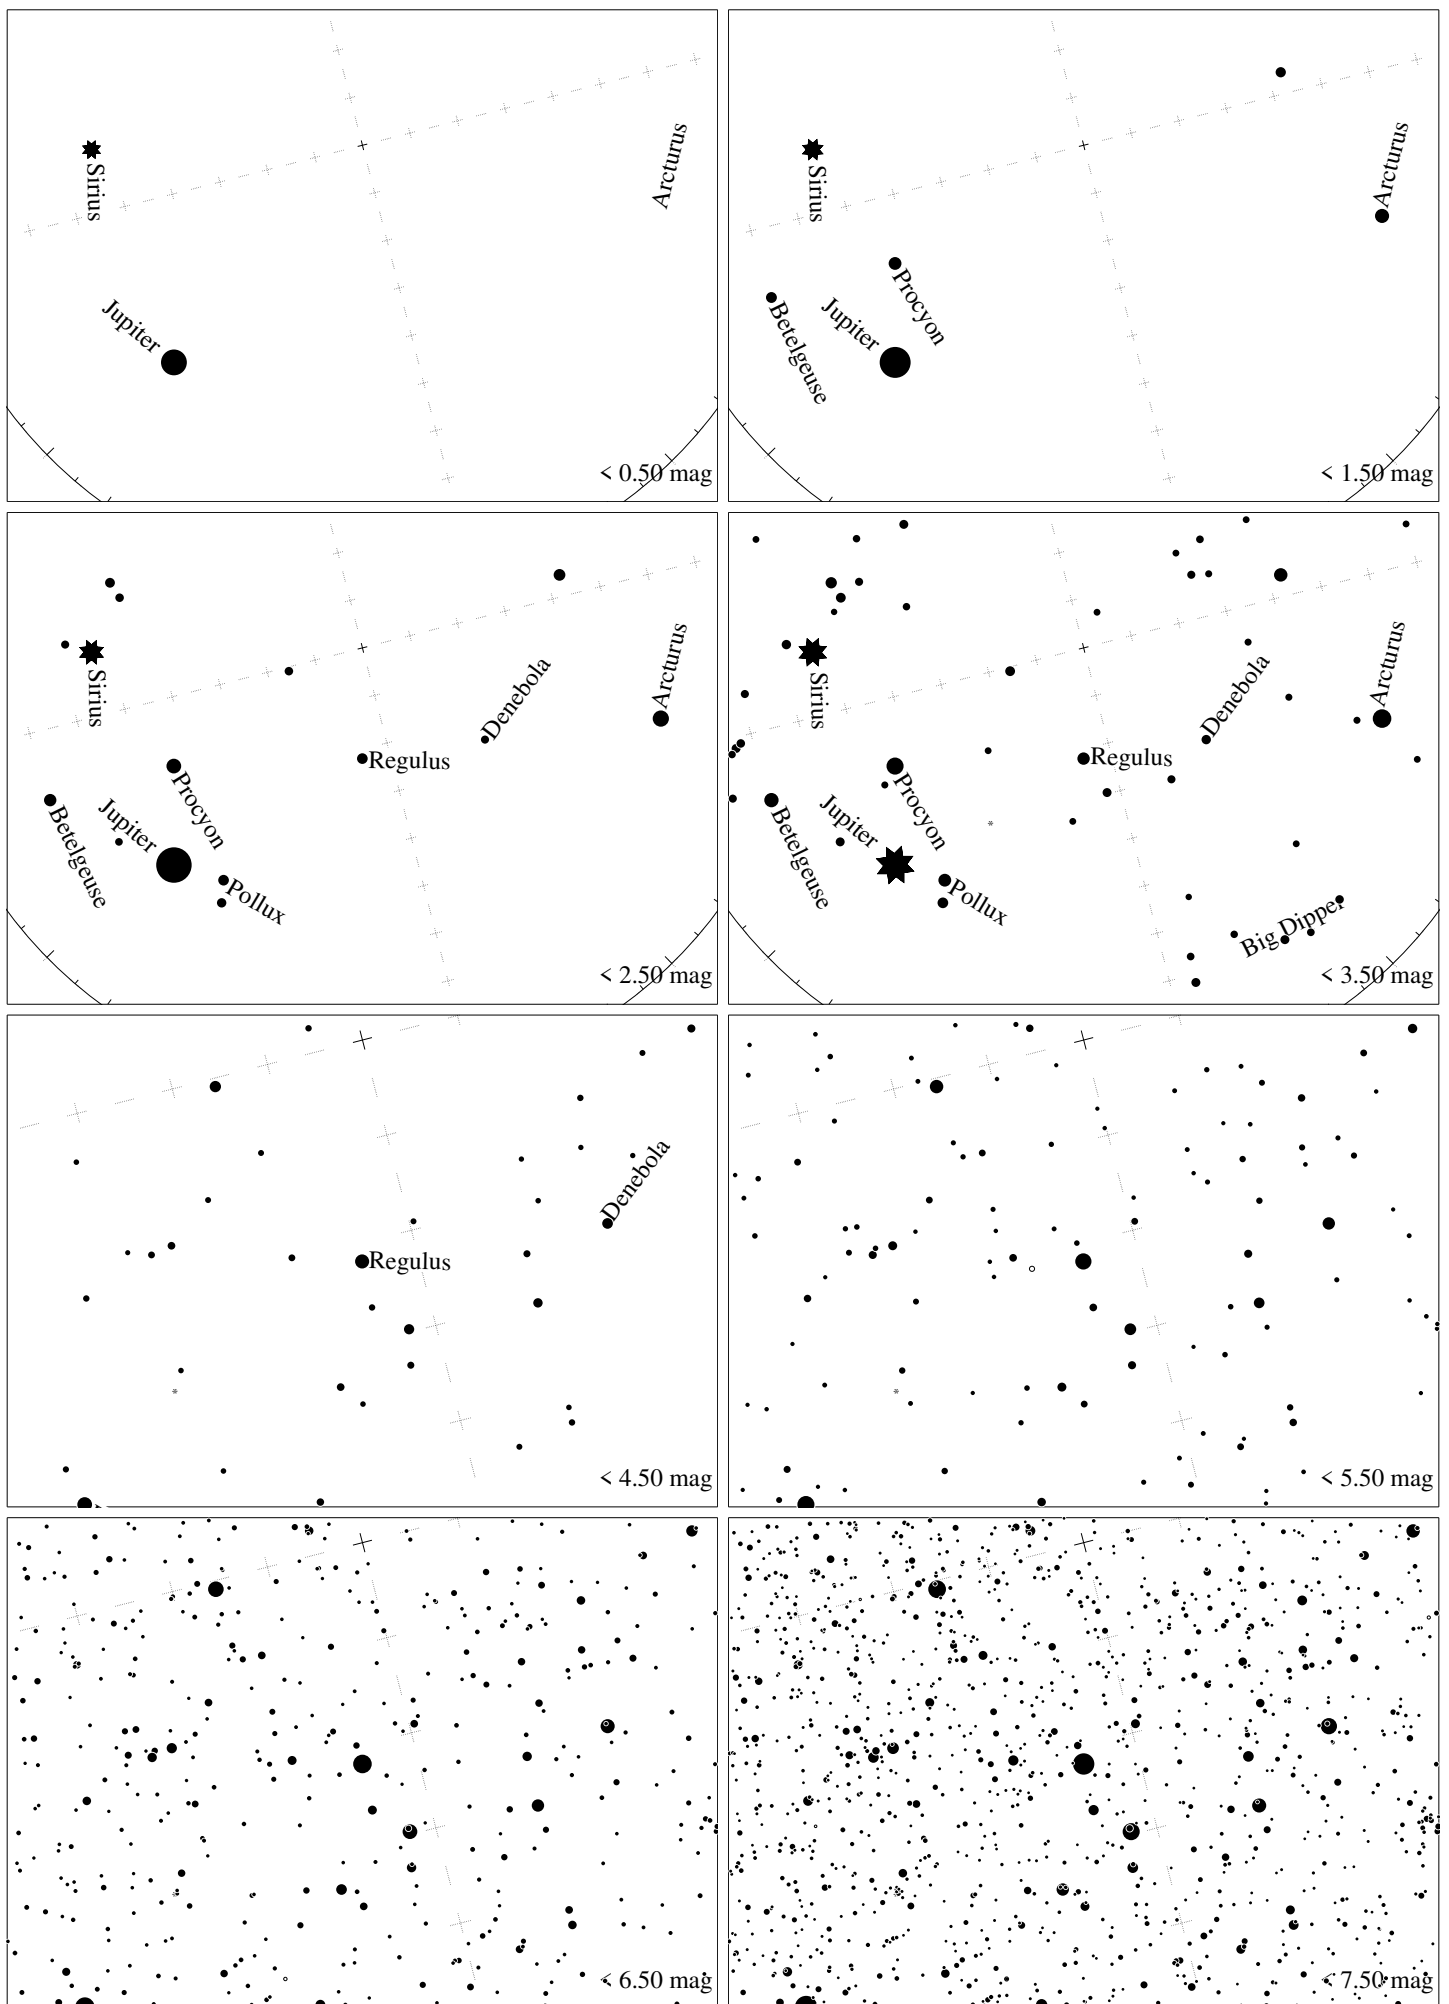 Sirius
Arcturus
Jupiter
< 0.50 mag
Sirius
Arcturus
Procyon
Jupiter
Betelgeuse
< 1.50 mag
Sirius
Arcturus
Denebola
Regulus
Procyon
Jupiter
Betelgeuse
Pollux
< 2.50 mag
Sirius
Arcturus
Denebola
Regulus
Procyon
Jupiter
Betelgeuse
Pollux
Big Dipper
< 3.50 mag
Denebola
Regulus
< 4.50 mag
< 5.50 mag
< 6.50 mag
< 7.50 mag